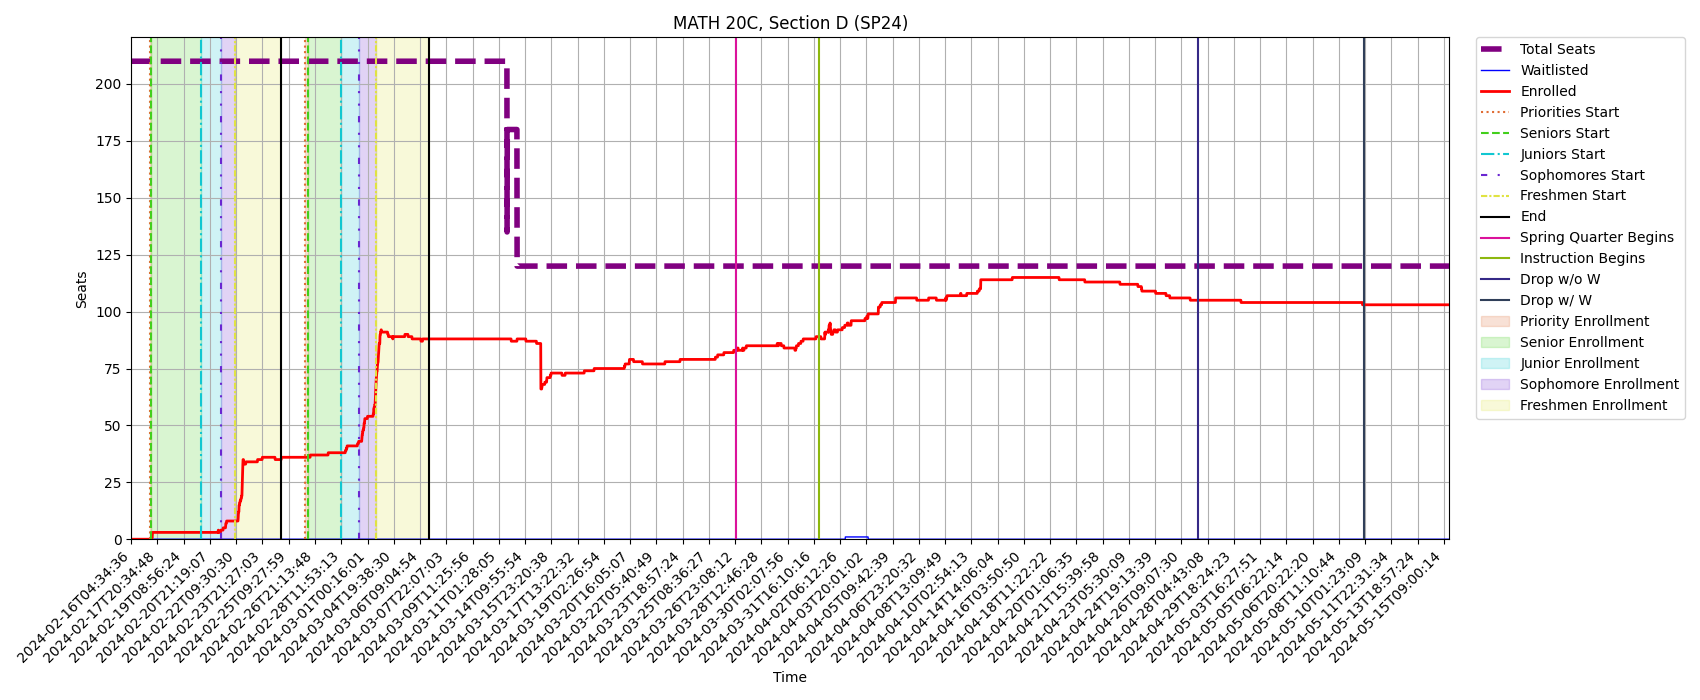 MATH 20C, Section D (SP24)
Seats
200
175
150
125
100
75
50
25
0
2024-02-16T04:34:36
2024-02-17T20:34:48
2024-02-19T08:56:24
2024-02-20T21:19:07
2024-02-22T09:30:30
2024-02-23T21:27:03
2024-02-25T09:27:59
2024-02-26T21:13:48
2024-02-28T11:53:13
2024-03-01T00:16:01
2024-03-04T19:38:30
2024-03-06T09:04:54
2024-03-07T22:07:03
2024-03-09T11:25:56
2024-03-11T01:28:05
2024-03-14T09:55:54
2024-03-15T23:20:38
2024-03-17T13:22:32
2024-03-19T02:26:54
2024-03-20T16:05:07
2024-03-22T05:40:49
2024-03-23T18:57:24
2024-03-25T08:36:27
2024-03-26T23:08:12
2024-03-28T12:46:28
2024-03-30T02:07:56
2024-03-31T16:10:16
2024-04-02T06:12:26
2024-04-03T20:01:02
2024-04-05T09:42:39
2024-04-06T23:20:32
2024-04-08T13:09:49
2024-04-10T02:54:13
2024-04-14T14:06:04
2024-04-16T03:50:50
2024-04-18T11:22:22
2024-04-20T01:06:35
2024-04-21T15:39:58
2024-04-23T05:30:09
2024-04-24T19:13:39
2024-04-26T09:07:30
2024-04-28T04:43:08
2024-04-29T18:24:23
2024-05-03T16:27:51
2024-05-05T06:22:14
2024-05-06T20:22:20
2024-05-08T11:10:44
2024-05-10T01:23:09
2024-05-11T22:31:34
2024-05-13T18:57:24
2024-05-15T09:00:14
Time
Total Seats
Waitlisted
Enrolled
Priorities Start
Seniors Start
Juniors Start
Sophomores Start
Freshmen Start
End
Spring Quarter Begins
Instruction Begins
Drop w/o W
Drop w/ W
Priority Enrollment
Senior Enrollment
Junior Enrollment
Sophomore Enrollment
Freshmen Enrollment